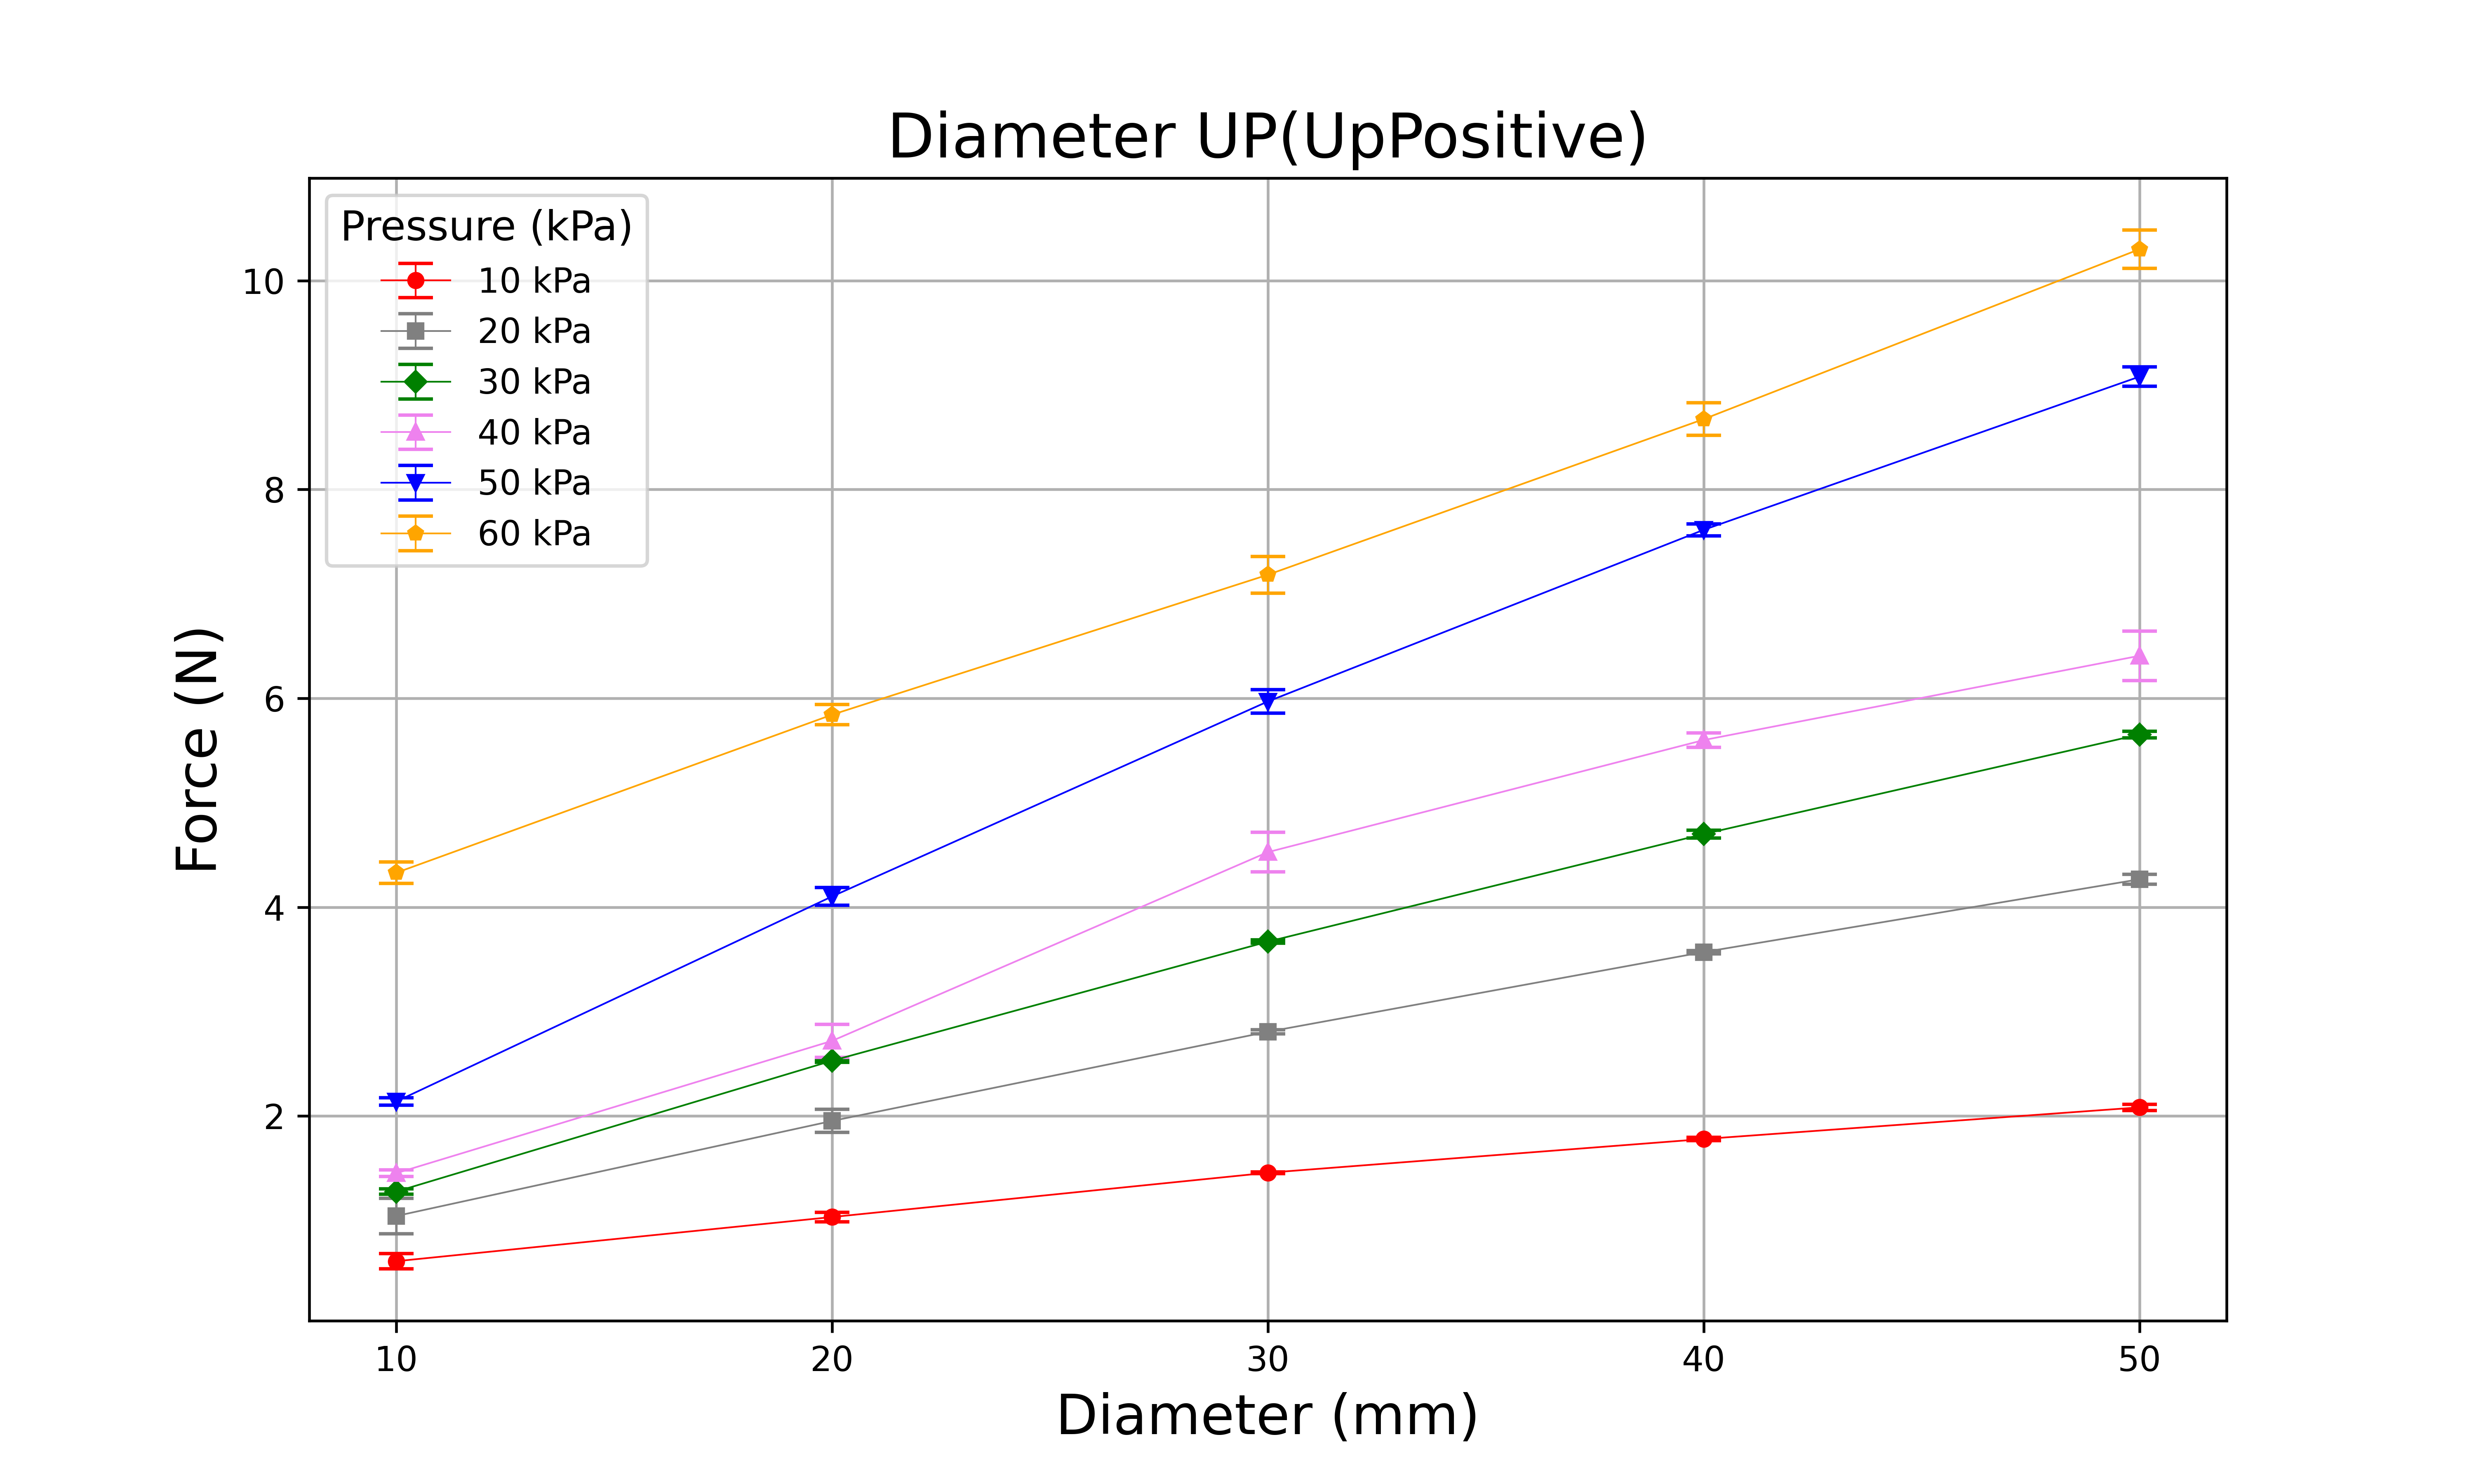 Diameter UP(UpPositive)
Pressure (kPa)
10 kPa
20 kPa
30 kPa
40 kPa
50 kPa
60 kPa
Force (N)
10
8
6
4
2
10 20 30 40 50
Diameter (mm)